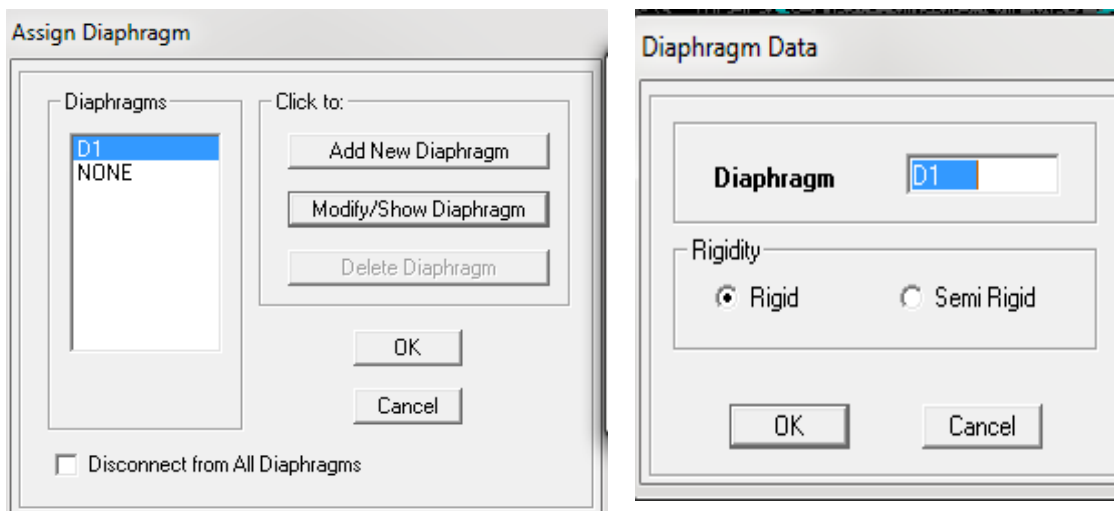 Assign Diaphragm
Diaphragms
D1
NONE
Click to:
Add New Diaphragm
Modify/Show Diaphragm
Delete Diaphragm
OK
Cancel
Disconnect from All Diaphragms
Diaphragm Data
Diaphragm
D1
Rigidity
Rigid
Semi Rigid
OK
Cancel